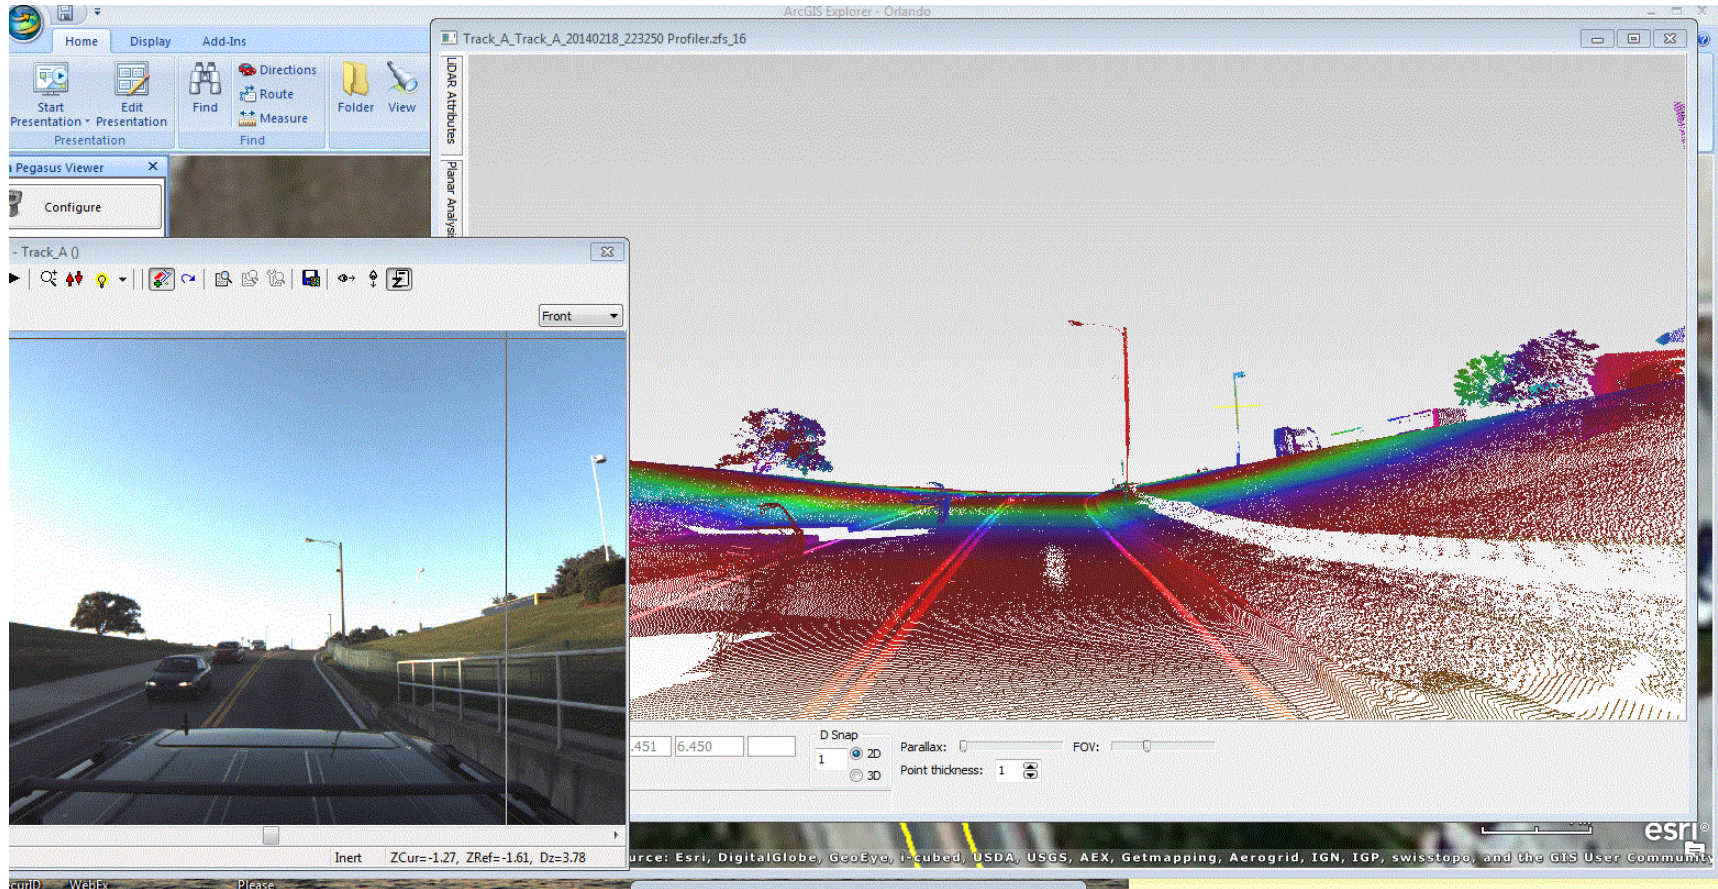 ArcGIS Explorer - Orlando
Home Display Add-Ins
Start Presentation
Edit Presentation
Presentation
Find
Directions
Route
Measure
Find
Folder
View
Track_A_Track_A_20140218_223250 Profiler.zfs_16
LiDAR Attributes
Planar Analysis
a Pegasus Viewer
Configure
- Track_A ()
Front
.451 6.450
D Snap
1
2D
3D
Parallax:
FOV:
Point thickness: 1
Inert ZCur=-1.27, ZRef=-1.61, Dz=3.78
esri
urce: Esri, DigitalGlobe, GeoEye, i-cubed, USDA, USGS, AEX, Getmapping, Aerogrid, IGN, IGP, swisstopo, and the GIS User Community
curID WebEx Please